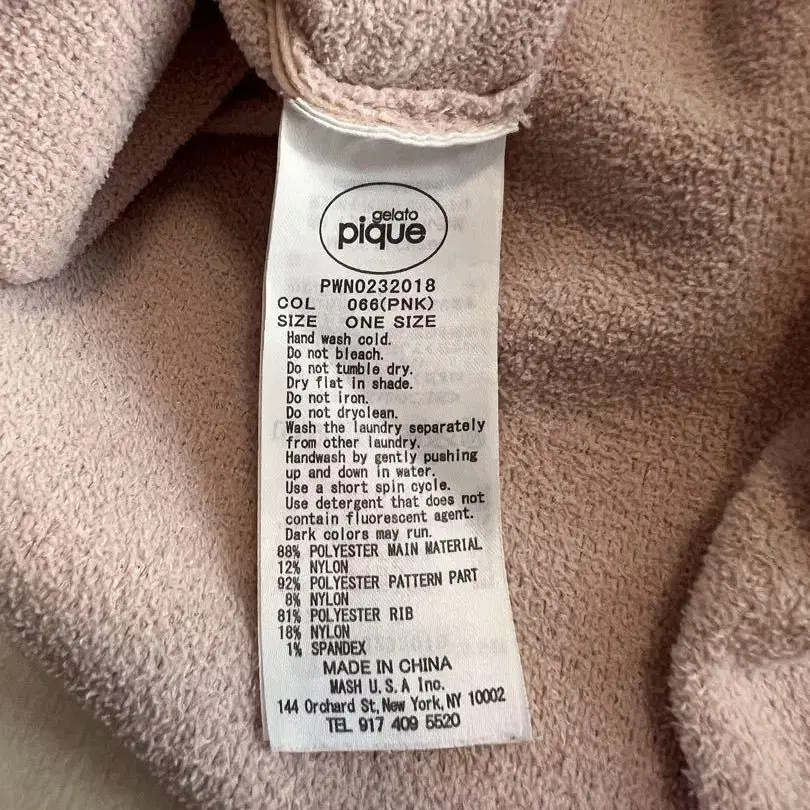 gelato
pique
PWNO232018
COL 066(PNK)
SIZE ONE SIZE
Hand wash cold.
Do not bleach.
Do not tumble dry.
Dry flat in shade.
Do not iron.
Do not dryclean.
Wash the laundry separately
from other laundry.
Handwash by gently pushing
up and down in water.
Use a short spin cycle.
Use detergent that does not
contain fluorescent agent.
Dark colors may run.
88% POLYESTER MAIN MATERIAL
12% NYLON
92% POLYESTER PATTERN PART
8% NYLON
81% POLYESTER RIB
18% NYLON
1% SPANDEX
MADE IN CHINA
MASH U.S.A Inc.
144 Orchard St, New York, NY 10002
TEL 917 409 5520